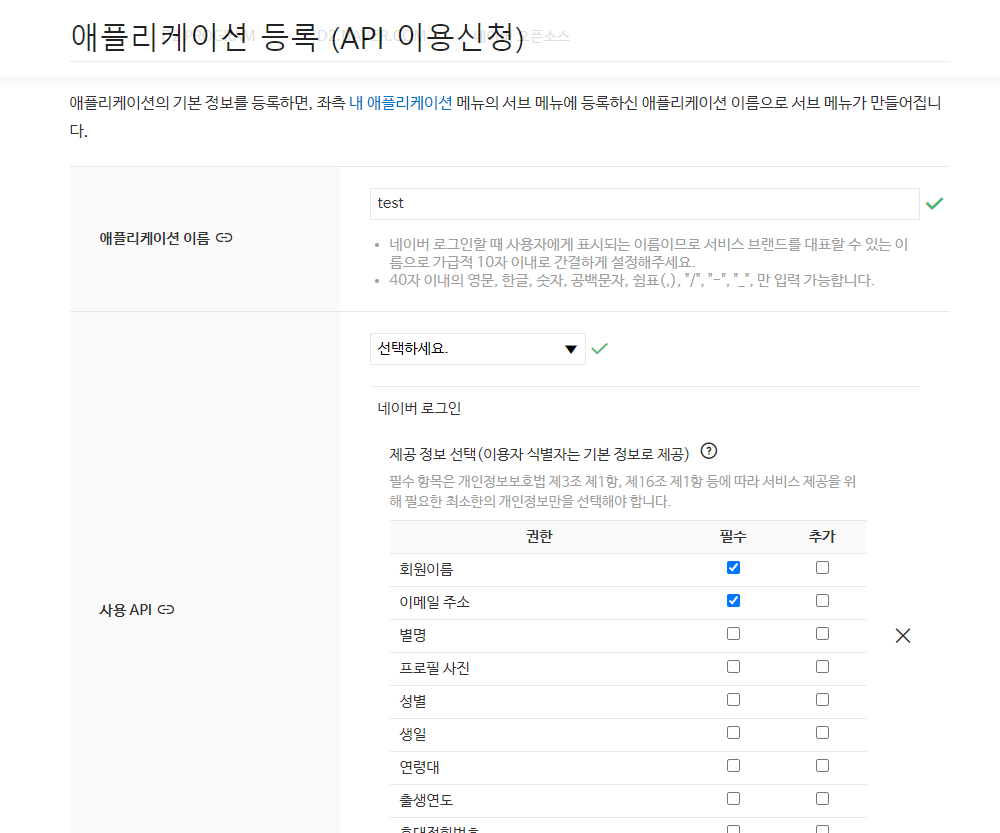 애플리케이션 등록 (API 이용신청)
애플리케이션의 기본 정보를 등록하면, 좌측 내 애플리케이션 메뉴의 서브 메뉴에 등록하신 애플리케이션 이름으로 서브 메뉴가 만들어집니
다.
애플리케이션 이름
test
네이버 로그인할 때 사용자에게 표시되는 이름이므로 서비스 브랜드를 대표할 수 있는 이
름으로 가급적 10자 이내로 간결하게 설정해주세요.
40자 이내의 영문, 한글, 숫자, 공백문자, 쉼표(,), "/", "-", "_", 만 입력 가능합니다.
사용 API
선택하세요.
네이버 로그인
제공 정보 선택(이용자 식별자는 기본 정보로 제공)
필수 항목은 개인정보보호법 제3조 제1항, 제16조 제1항 등에 따라 서비스 제공을 위
해 필요한 최소한의 개인정보만을 선택해야 합니다.
권한 필수 추가
회원이름
이메일 주소
별명
프로필 사진
성별
생일
연령대
출생연도